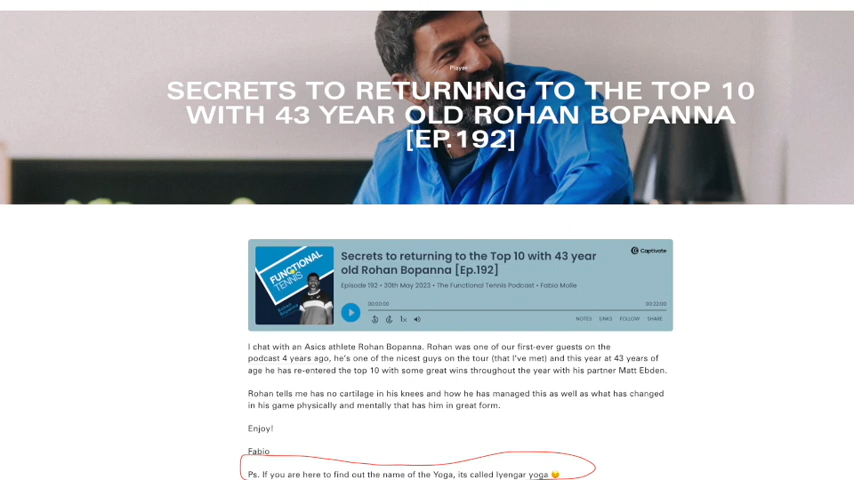 Player
SECRETS TO RETURNING TO THE TOP 10
WITH 43 YEAR OLD ROHAN BOPANNA
[EP.192]
Captivate
FUNCTIONAL
TENNIS
Secrets to returning to the Top 10 with 43 year
old Rohan Bopanna [Ep.192]
Episode 192 • 30th May 2023 • The Functional Tennis Podcast • Fabio Molle
00:00:00
00:22:00
1x
NOTES LINKS FOLLOW SHARE
I chat with an Asics athlete Rohan Bopanna. Rohan was one of our first-ever guests on the
podcast 4 years ago, he's one of the nicest guys on the tour (that I've met) and this year at 43 years of
age he has re-entered the top 10 with some great wins throughout the year with his partner Matt Ebden.
Rohan tells me has no cartilage in his knees and how he has managed this as well as what has changed
in his game physically and mentally that has him in great form.
Enjoy!
Fabio
Ps. If you are here to find out the name of the Yoga, its called Iyengar yoga 😉